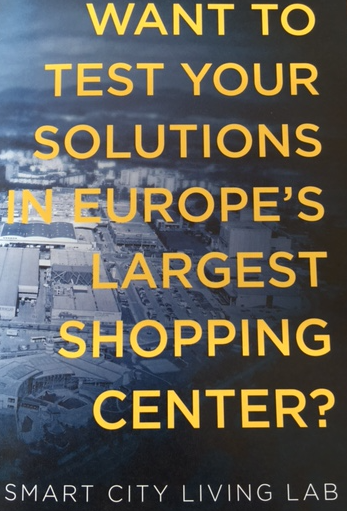 WANT TO
TEST YOUR
SOLUTIONS
IN EUROPE'S
LARGEST
SHOPPING
CENTER?
SMART CITY LIVING LAB